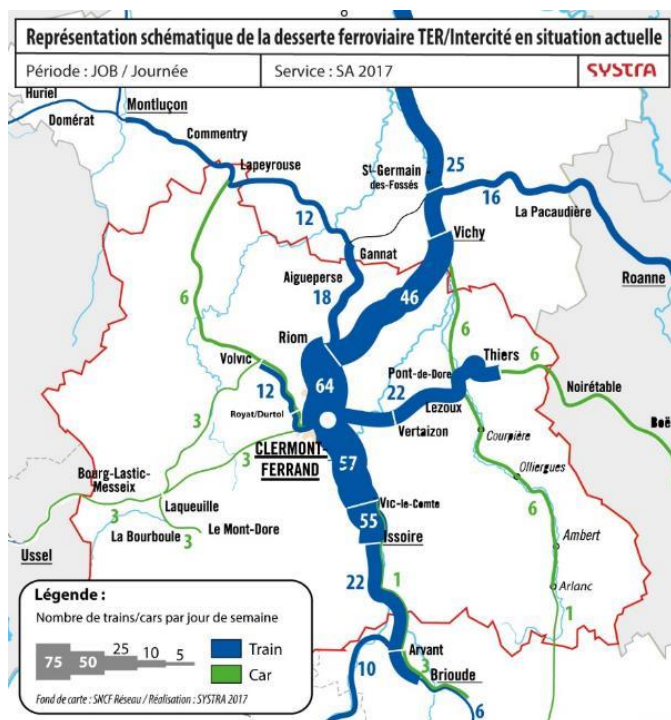 Représentation schématique de la desserte ferroviaire TER/Intercité en situation actuelle
Période : JOB / Journée
Service : SA 2017
SYSTRA
Huriel
Domérat
Montluçon
Commentry
Lapeyrouse
St-Germain
des-Fossés
25
16
La Pacaudière
12
Vichy
Gannat
Roanne
Aigueperse
18
46
6
6
Riom
Thiers
6
Pont-de-Dore
Volvic
64
22
Noirétable
12
Lezoux
Royat/Durtol
Vertaizon
Boë
3
3
CLERMONT-
FERRAND
57
Courpière
Bourg-Lastic-
Messeix
Olliergues
Laqueuille
Vic-le-Comte
3
Le Mont-Dore
55
6
La Bourboule
3
Issoire
Ambert
Ussel
22
1
Arlanc
1
Légende :
Nombre de trains/cars par jour de semaine
75
50
25
10
5
Train
Car
Fond de carte : SNCF Réseau / Réalisation : SYSTRA 2017
Arvant
10
3
Brioude
6